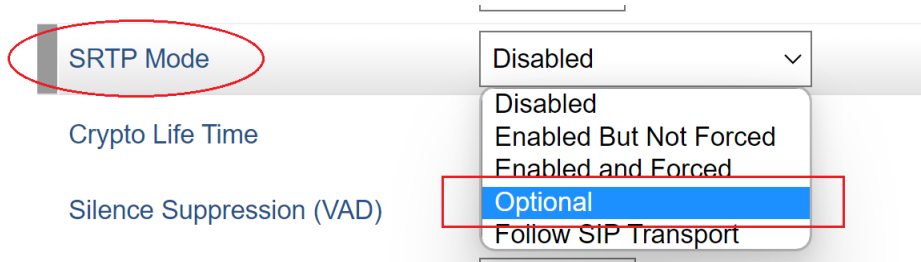 SRTP Mode
Disabled
Disabled
Enabled But Not Forced
Enabled and Forced
Optional
Follow SIP Transport
Crypto Life Time
Silence Suppression (VAD)